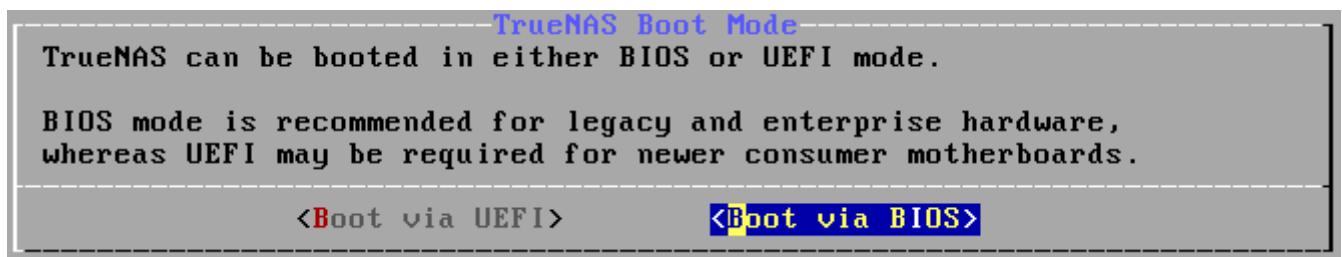 TrueNAS Boot Mode
TrueNAS can be booted in either BIOS or UEFI mode.
BIOS mode is recommended for legacy and enterprise hardware,
whereas UEFI may be required for newer consumer motherboards.
<Boot via UEFI> <Boot via BIOS>